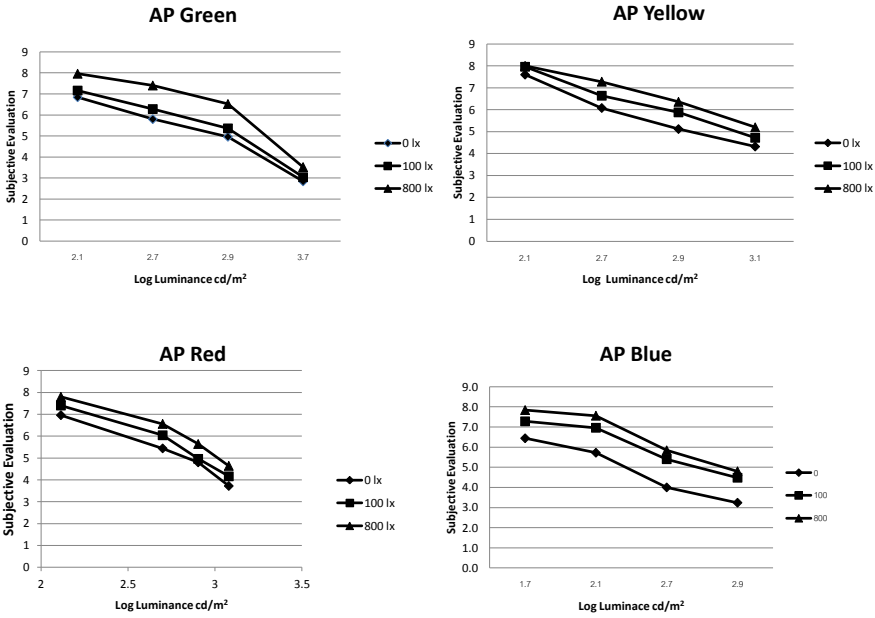 AP Green
9
8
7
6
5
4
3
2
1
0
Subjective Evaluation
2.1 2.7 2.9 3.7
Log Luminance cd/m²
0 lx
100 lx
800 lx
AP Yellow
9
8
7
6
5
4
3
2
1
0
Subjective Evaluation
2.1 2.7 2.9 3.1
Log Luminance cd/m²
0 lx
100 lx
800 lx
AP Red
9
8
7
6
5
4
3
2
1
0
Subjective Evaluation
2 2.5 3 3.5
Log Luminance cd/m²
0 lx
100 lx
800 lx
AP Blue
9.0
8.0
7.0
6.0
5.0
4.0
3.0
2.0
1.0
0.0
Subjective Evaluation
1.7 2.1 2.7 2.9
Log Luminace cd/m²
0
100
800